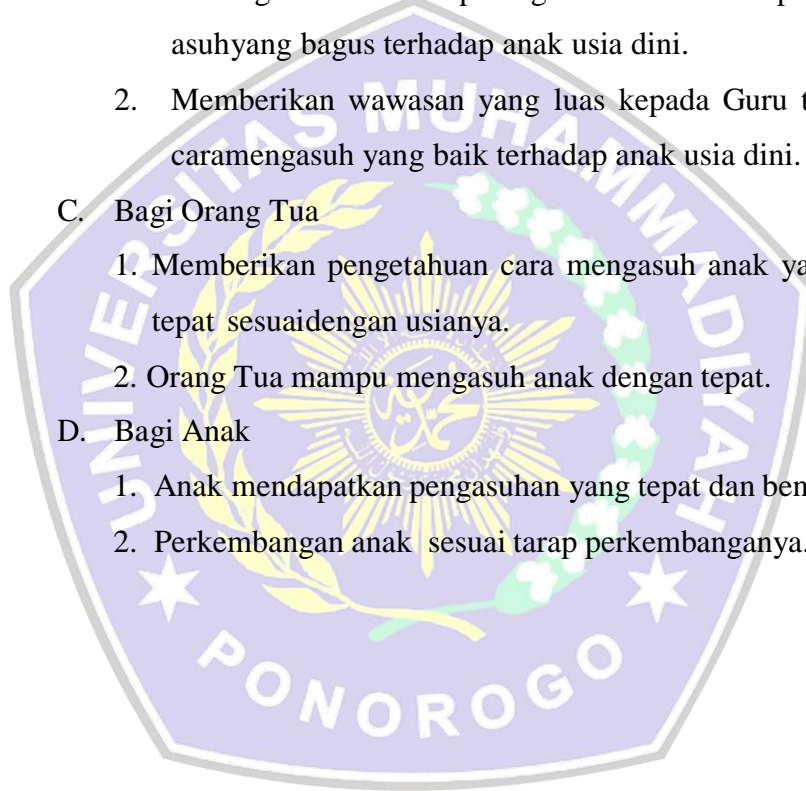 asuhyang bagus terhadap anak usia dini.
2. Memberikan wawasan yang luas kepada Guru
caramengasuh yang baik terhadap anak usia dini.
C. Bagi Orang Tua
1. Memberikan pengetahuan cara mengasuh anak
tepat sesuaidengan usianya.
2. Orang Tua mampu mengasuh anak dengan tepat.
D. Bagi Anak
1. Anak mendapatkan pengasuhan yang tepat dan
2. Perkembangan anak sesuai tarap perkembanganya.
UNIVERSITAS MUHAMMADIYAH
PONOROGO